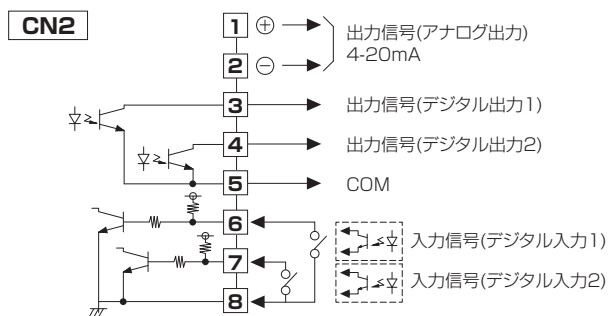 CN2
1 ⊕ 出力信号(アナログ出力)
4-20mA
2 ⊖
3 出力信号(デジタル出力1)
4 出力信号(デジタル出力2)
5 COM
6
入力信号(デジタル入力1)
7
入力信号(デジタル入力2)
8